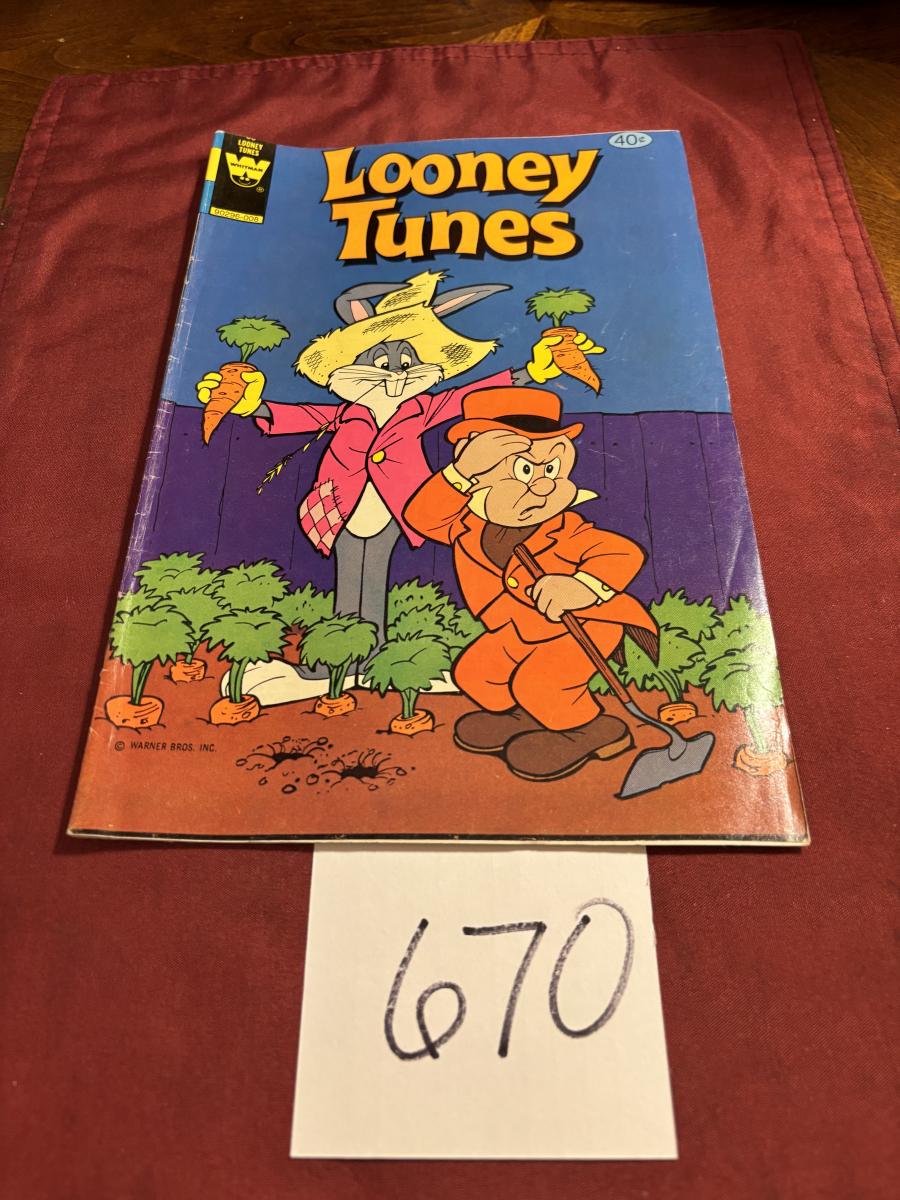 LOONEY
TUNES
WHITMAN
W
®
90296-008
40¢
Looney
Tunes
© WARNER BROS. INC.
670